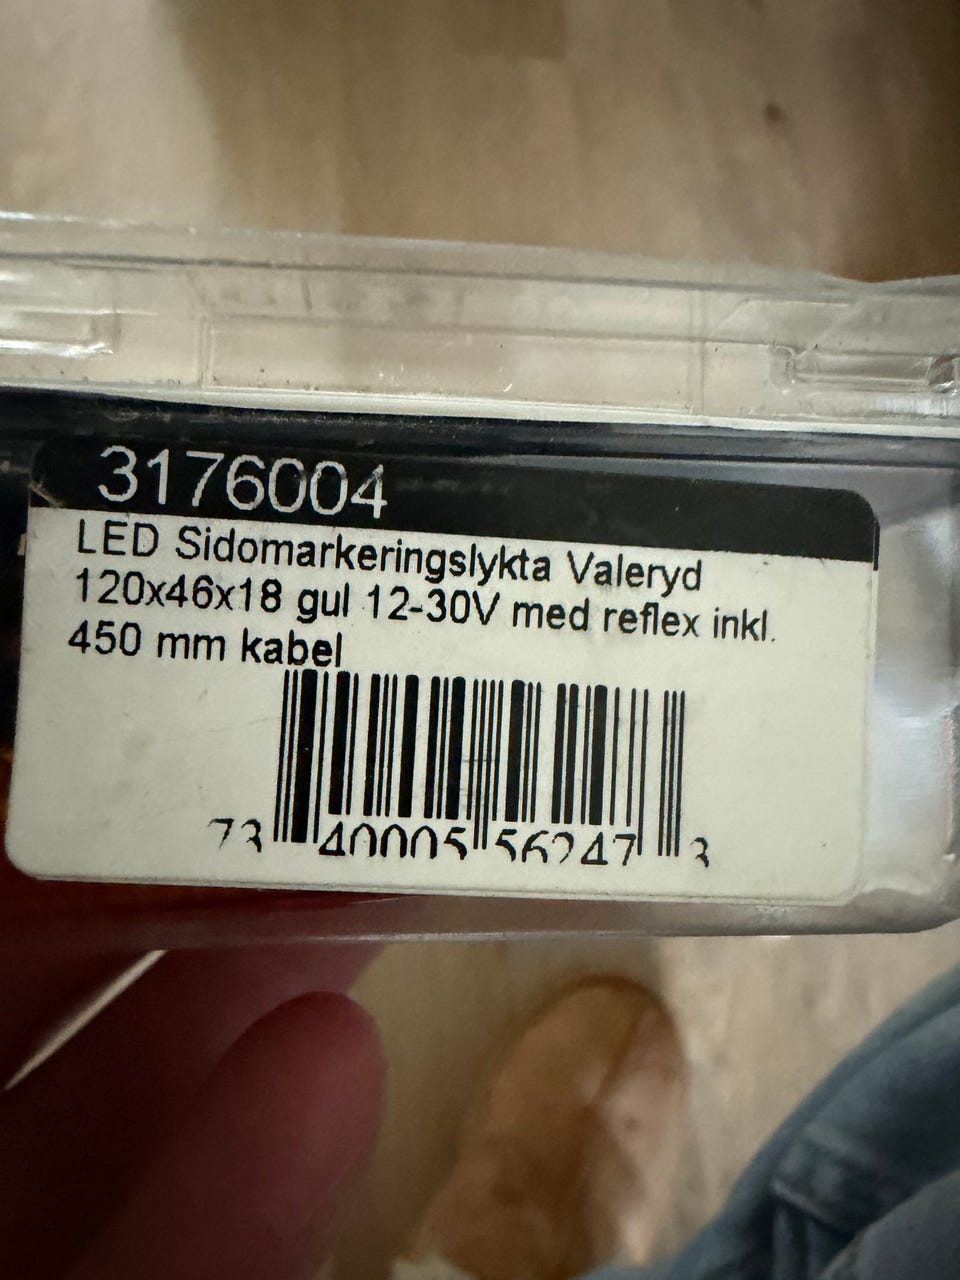 3176004
LED Sidomarkeringslykta Valeryd
120x46x18 gul 12-30V med reflex inkl.
450 mm kabel
73 40005 56247 3